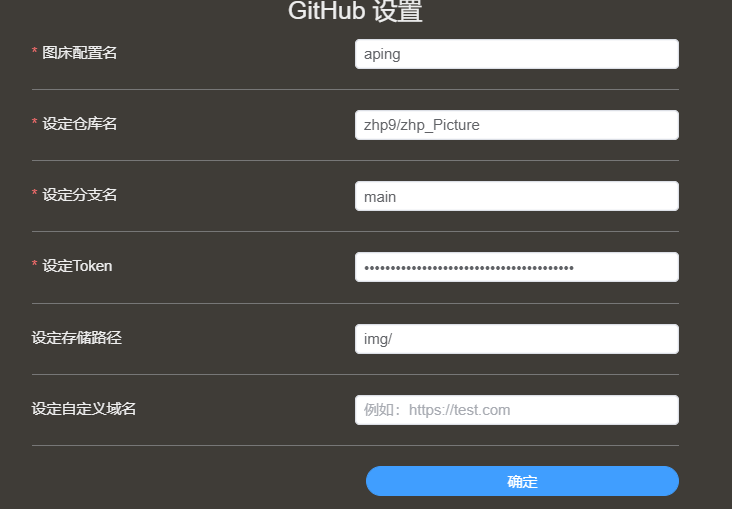 GitHub 设置
* 图床配置名
aping
* 设定仓库名
zhp9/zhp_Picture
* 设定分支名
main
* 设定Token
••••••••••••••••••••••••••••••••••••••••
设定存储路径
img/
设定自定义域名
例如：https://test.com
确定